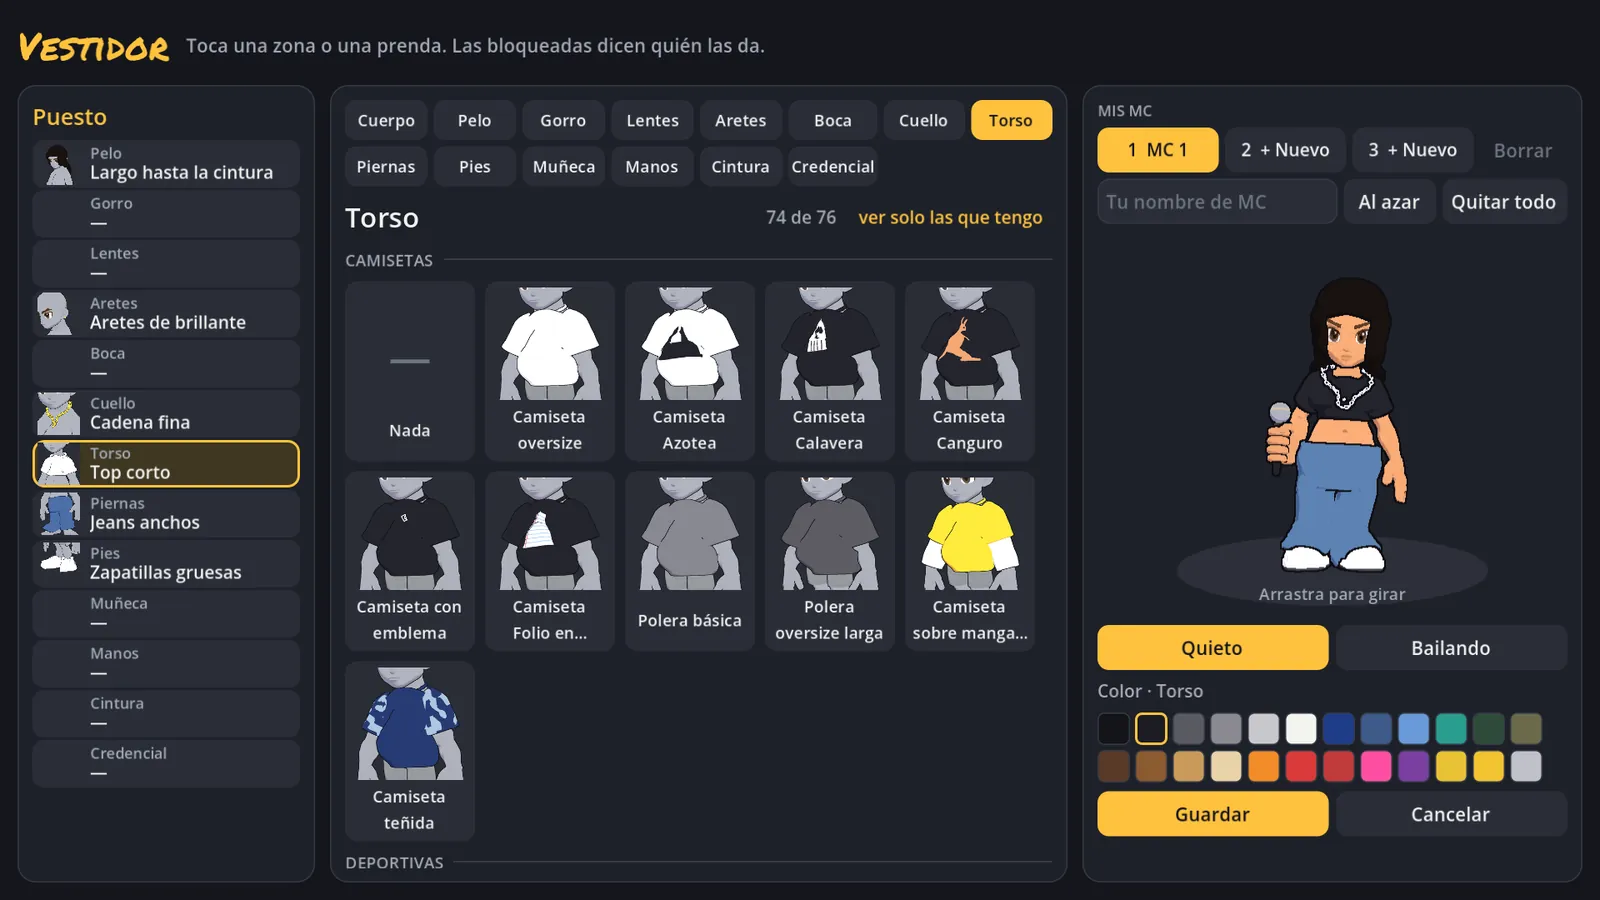 VESTIDOR
Toca una zona o una prenda. Las bloqueadas dicen quién las da.
Puesto
Pelo
Largo hasta la cintura
Gorro
—
Lentes
—
Aretes
Aretes de brillante
Boca
—
Cuello
Cadena fina
Torso
Top corto
Piernas
Jeans anchos
Pies
Zapatillas gruesas
Muñeca
—
Manos
—
Cintura
—
Credencial
—
Cuerpo Pelo Gorro Lentes Aretes Boca Cuello Torso
Piernas Pies Muñeca Manos Cintura Credencial
Torso 74 de 76 ver solo las que tengo
CAMISETAS
Nada
Camiseta
oversize
Camiseta
Azotea
Camiseta
Calavera
Camiseta
Canguro
Camiseta con
emblema
Camiseta
Folio en...
Polera básica
Polera
oversize larga
Camiseta
sobre manga...
Camiseta
teñida
DEPORTIVAS
MIS MC
1 MC 1 2 + Nuevo 3 + Nuevo Borrar
Tu nombre de MC Al azar Quitar todo
Arrastra para girar
Quieto Bailando
Color · Torso
Guardar Cancelar